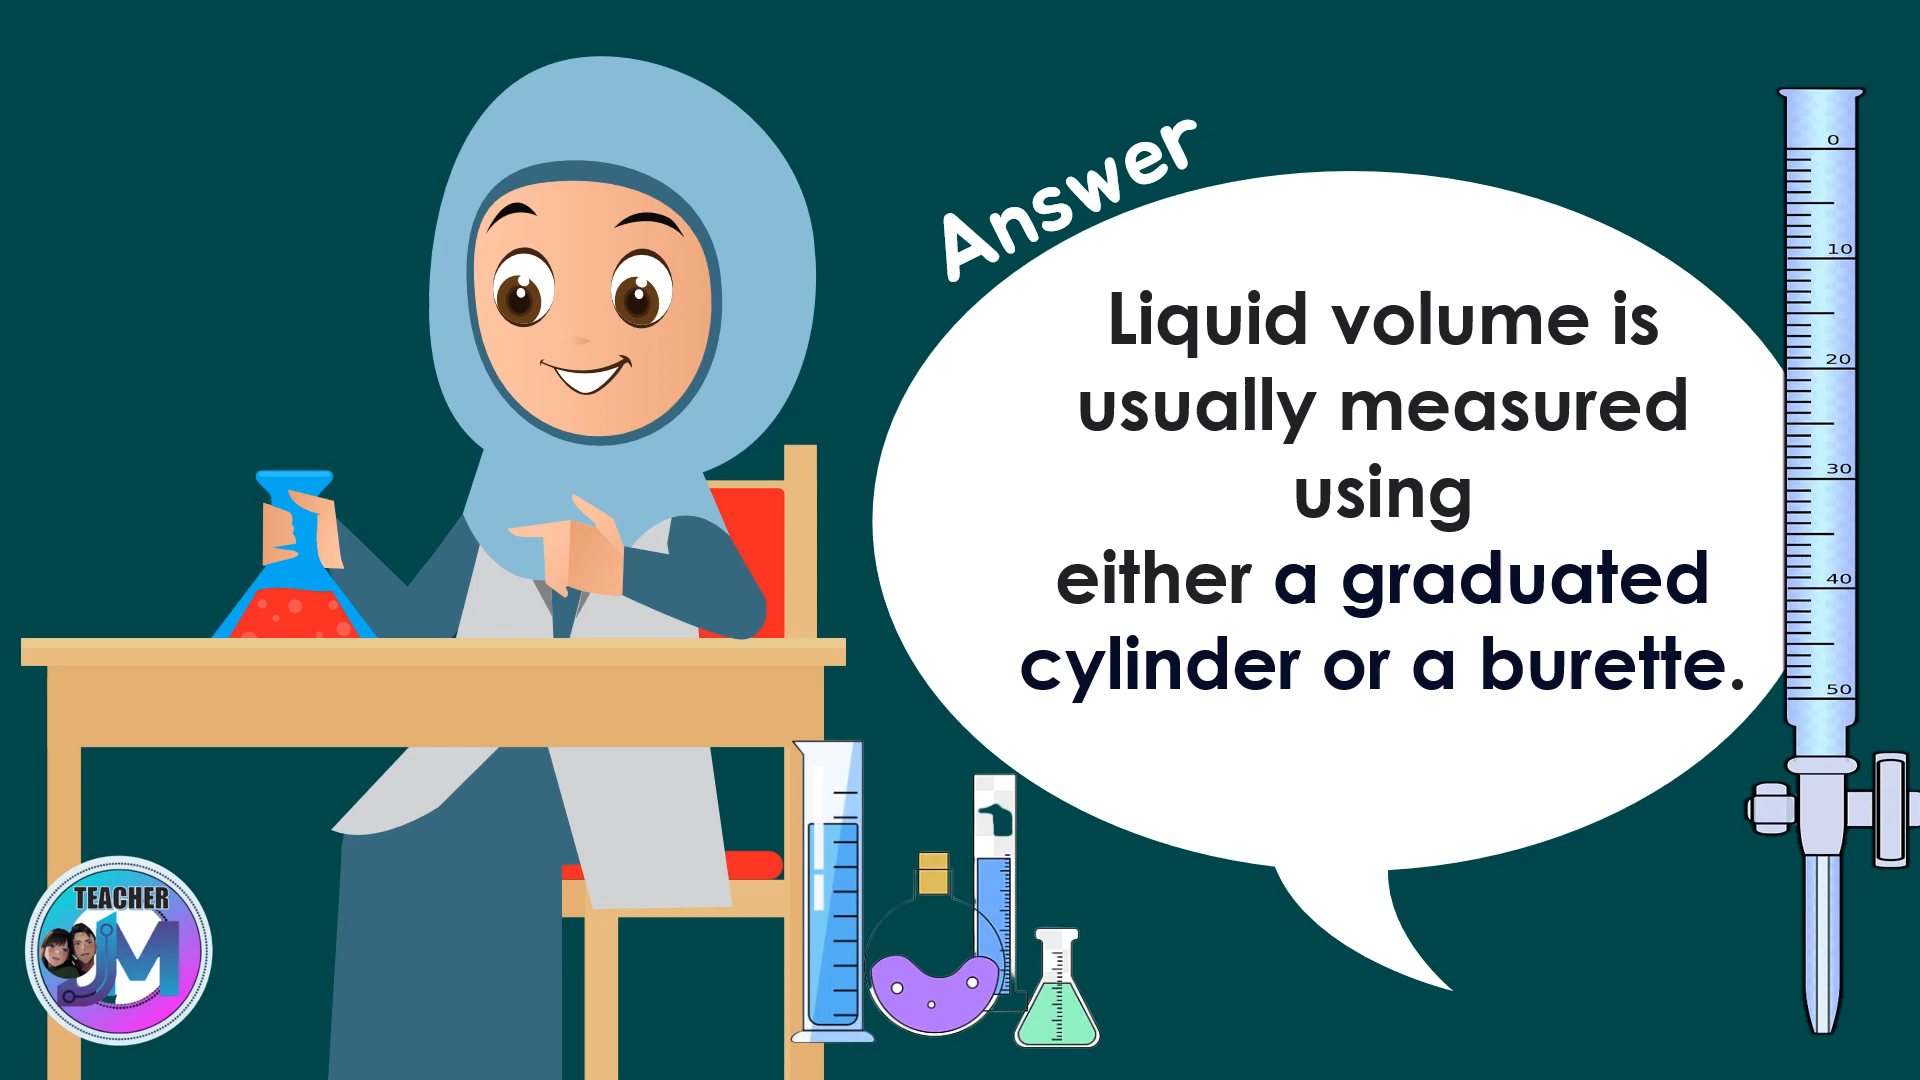 Answer
Liquid volume is
usually measured
using
either a graduated
cylinder or a burette.
0
10
20
30
40
50
TEACHER
JM